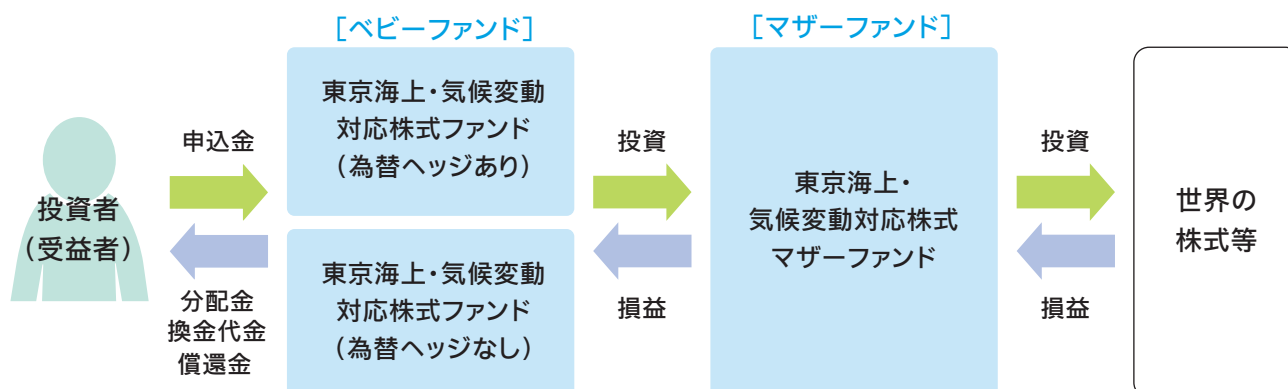 [ベビーファンド]
[マザーファンド]
投資者
(受益者)
申込金
分配金
換金代金
償還金
東京海上・気候変動
対応株式ファンド
(為替ヘッジあり)
東京海上・気候変動
対応株式ファンド
(為替ヘッジなし)
投資
損益
東京海上・
気候変動対応株式
マザーファンド
投資
損益
世界の
株式等